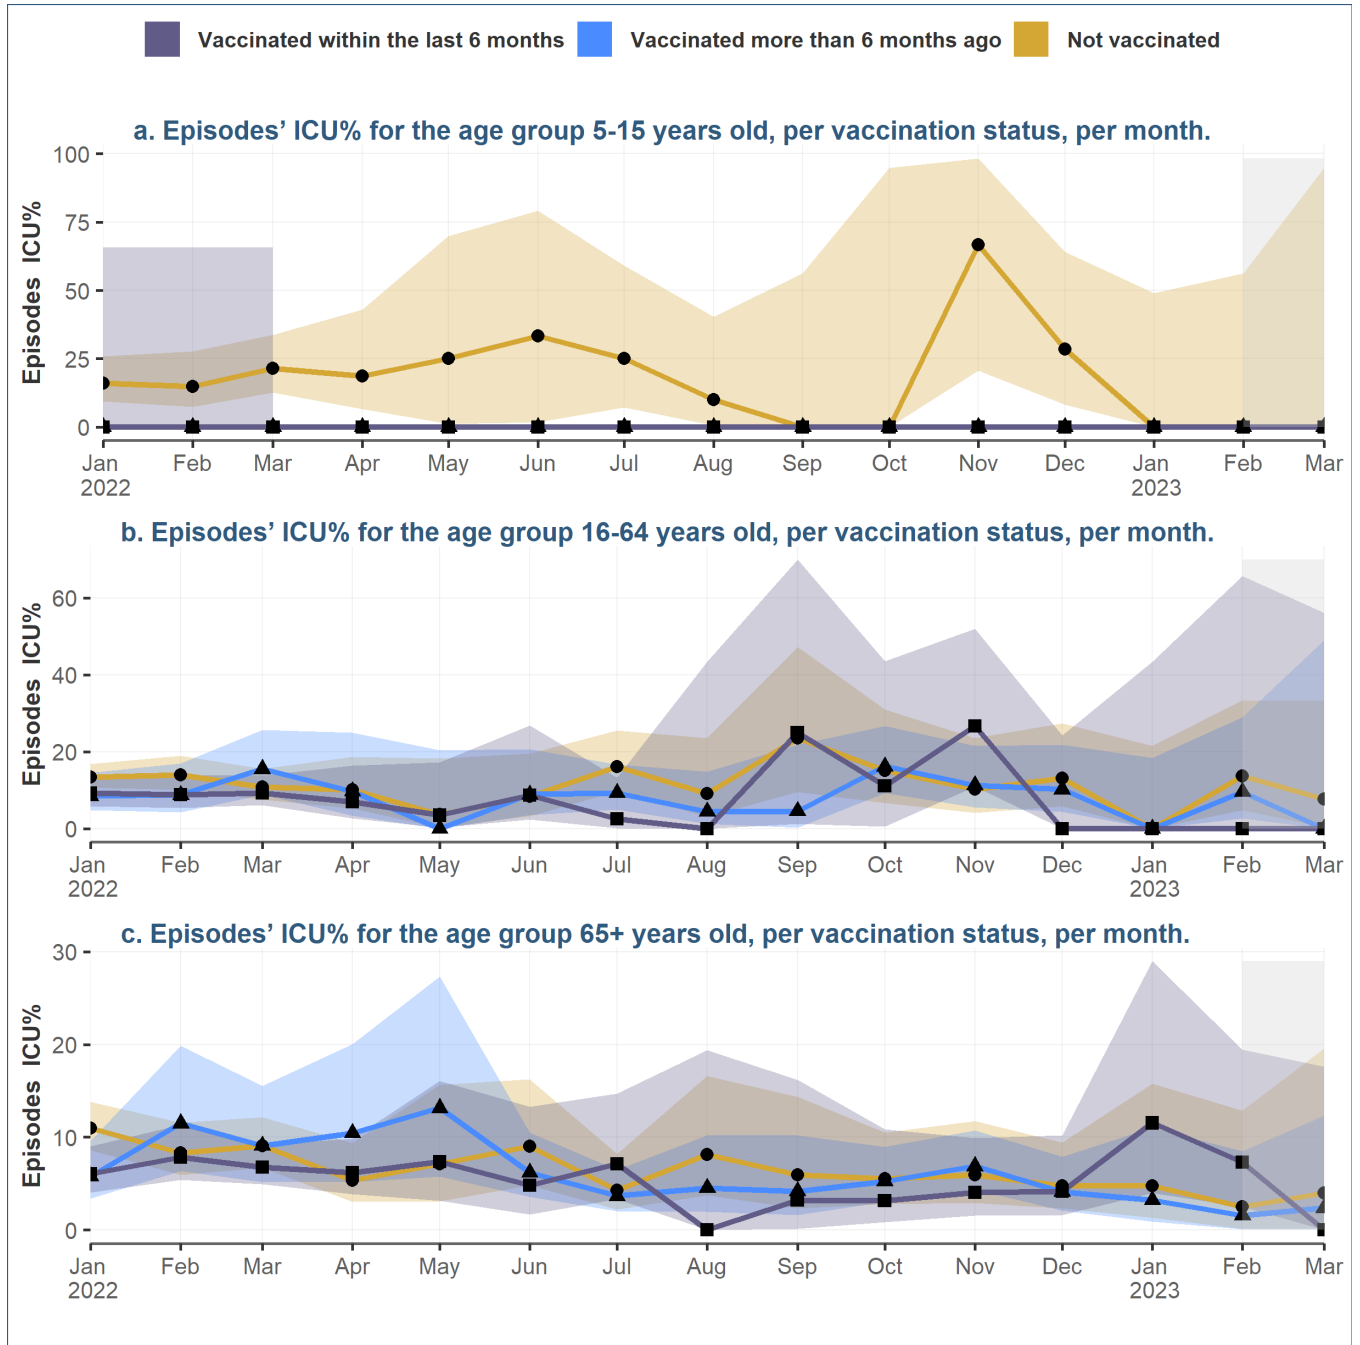 Vaccinated within the last 6 months Vaccinated more than 6 months ago Not vaccinated
a. Episodes’ ICU% for the age group 5-15 years old, per vaccination status, per month.
Episodes ICU%
100
75
50
25
0
Jan Feb Mar Apr May Jun Jul Aug Sep Oct Nov Dec Jan Feb Mar
2022 2023
b. Episodes’ ICU% for the age group 16-64 years old, per vaccination status, per month.
Episodes ICU%
60
40
20
0
Jan Feb Mar Apr May Jun Jul Aug Sep Oct Nov Dec Jan Feb Mar
2022 2023
c. Episodes’ ICU% for the age group 65+ years old, per vaccination status, per month.
Episodes ICU%
30
20
10
0
Jan Feb Mar Apr May Jun Jul Aug Sep Oct Nov Dec Jan Feb Mar
2022 2023